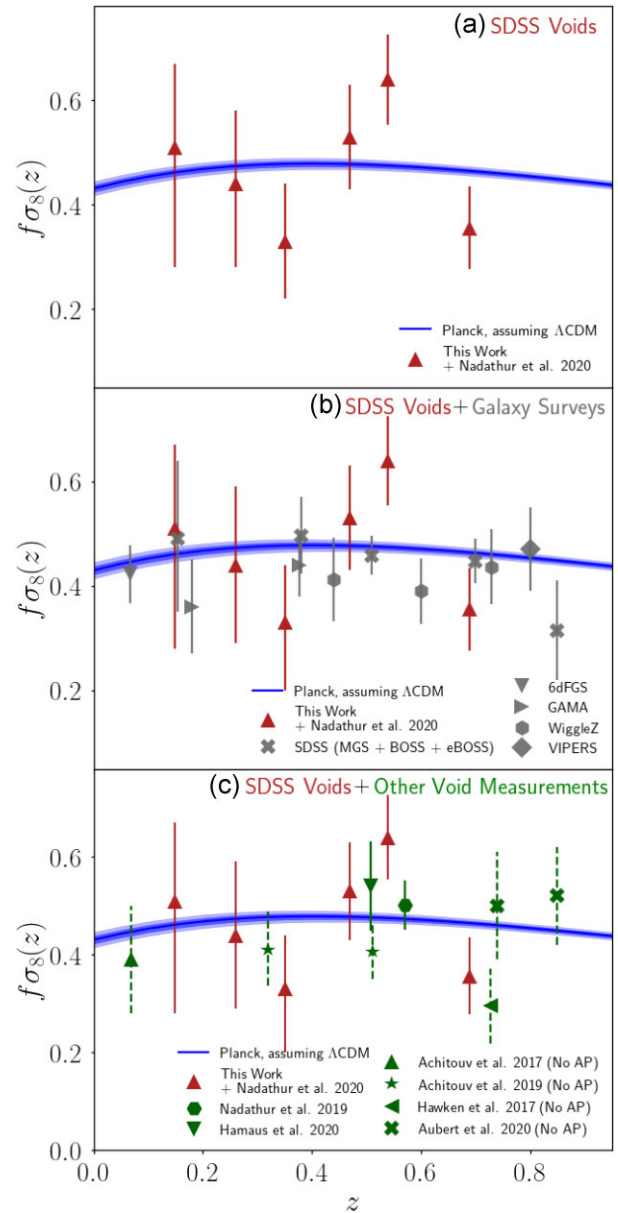 (a) SDSS Voids
0.6
0.4
0.2
fσ₈(z)
Planck, assuming ΛCDM
This Work
+ Nadathur et al. 2020
(b) SDSS Voids + Galaxy Surveys
0.6
0.4
0.2
fσ₈(z)
Planck, assuming ΛCDM
This Work
+ Nadathur et al. 2020
SDSS (MGS + BOSS + eBOSS)
6dFGS
GAMA
WiggleZ
VIPERS
(c) SDSS Voids + Other Void Measurements
0.6
0.4
0.2
0.0
fσ₈(z)
Planck, assuming ΛCDM
This Work
+ Nadathur et al. 2020
Nadathur et al. 2019
Hamaus et al. 2020
Achitouv et al. 2017 (No AP)
Achitouv et al. 2019 (No AP)
Hawken et al. 2017 (No AP)
Aubert et al. 2020 (No AP)
0.0 0.2 0.4 0.6 0.8
z